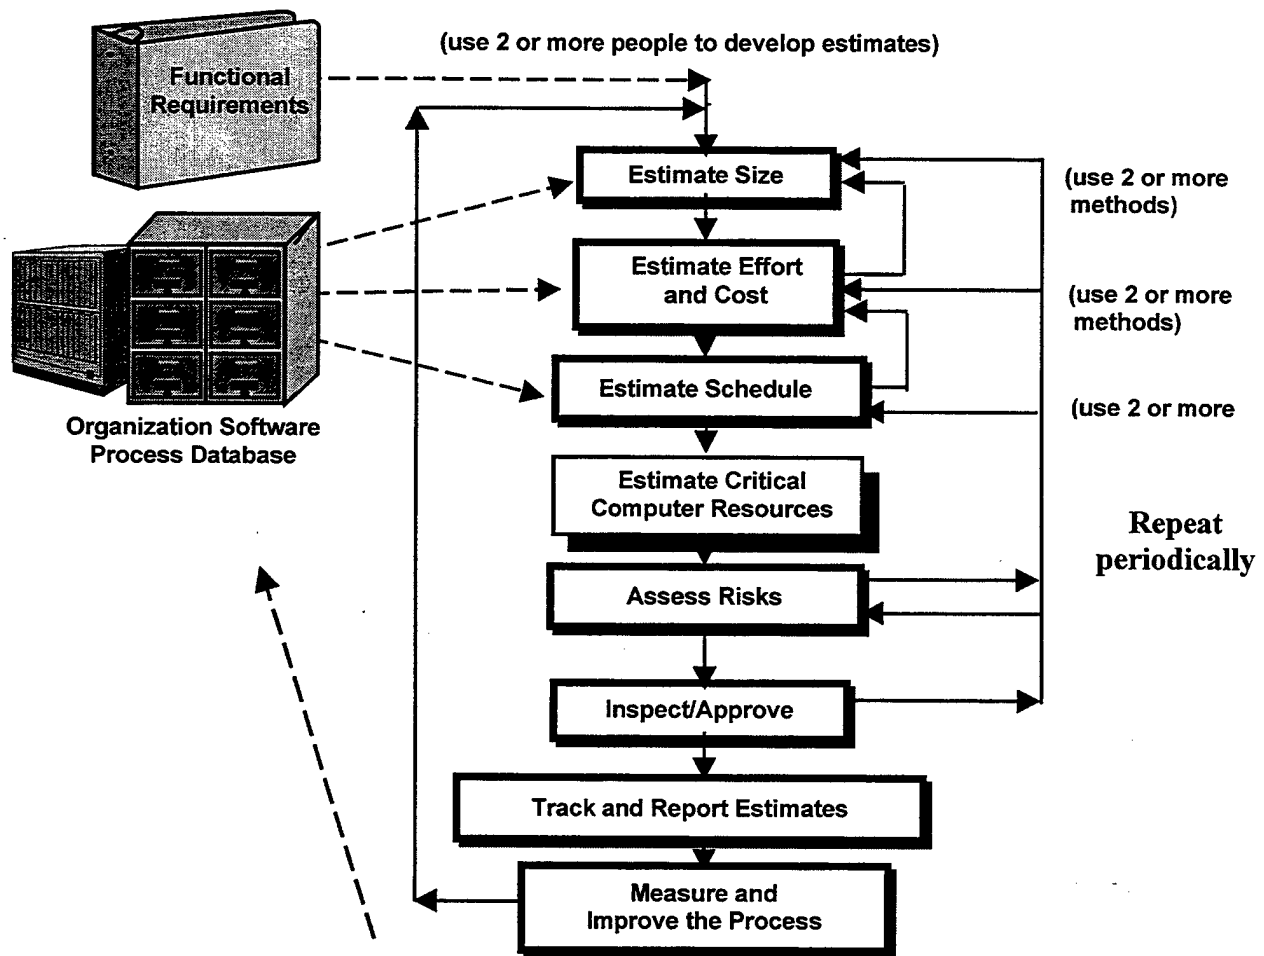 (use 2 or more people to develop estimates)
Functional
Requirements
Estimate Size
(use 2 or more
methods)
Estimate Effort
and Cost
(use 2 or more
methods)
Estimate Schedule
(use 2 or more
Organization Software
Process Database
Estimate Critical
Computer Resources
Repeat
periodically
Assess Risks
Inspect/Approve
Track and Report Estimates
Measure and
Improve the Process